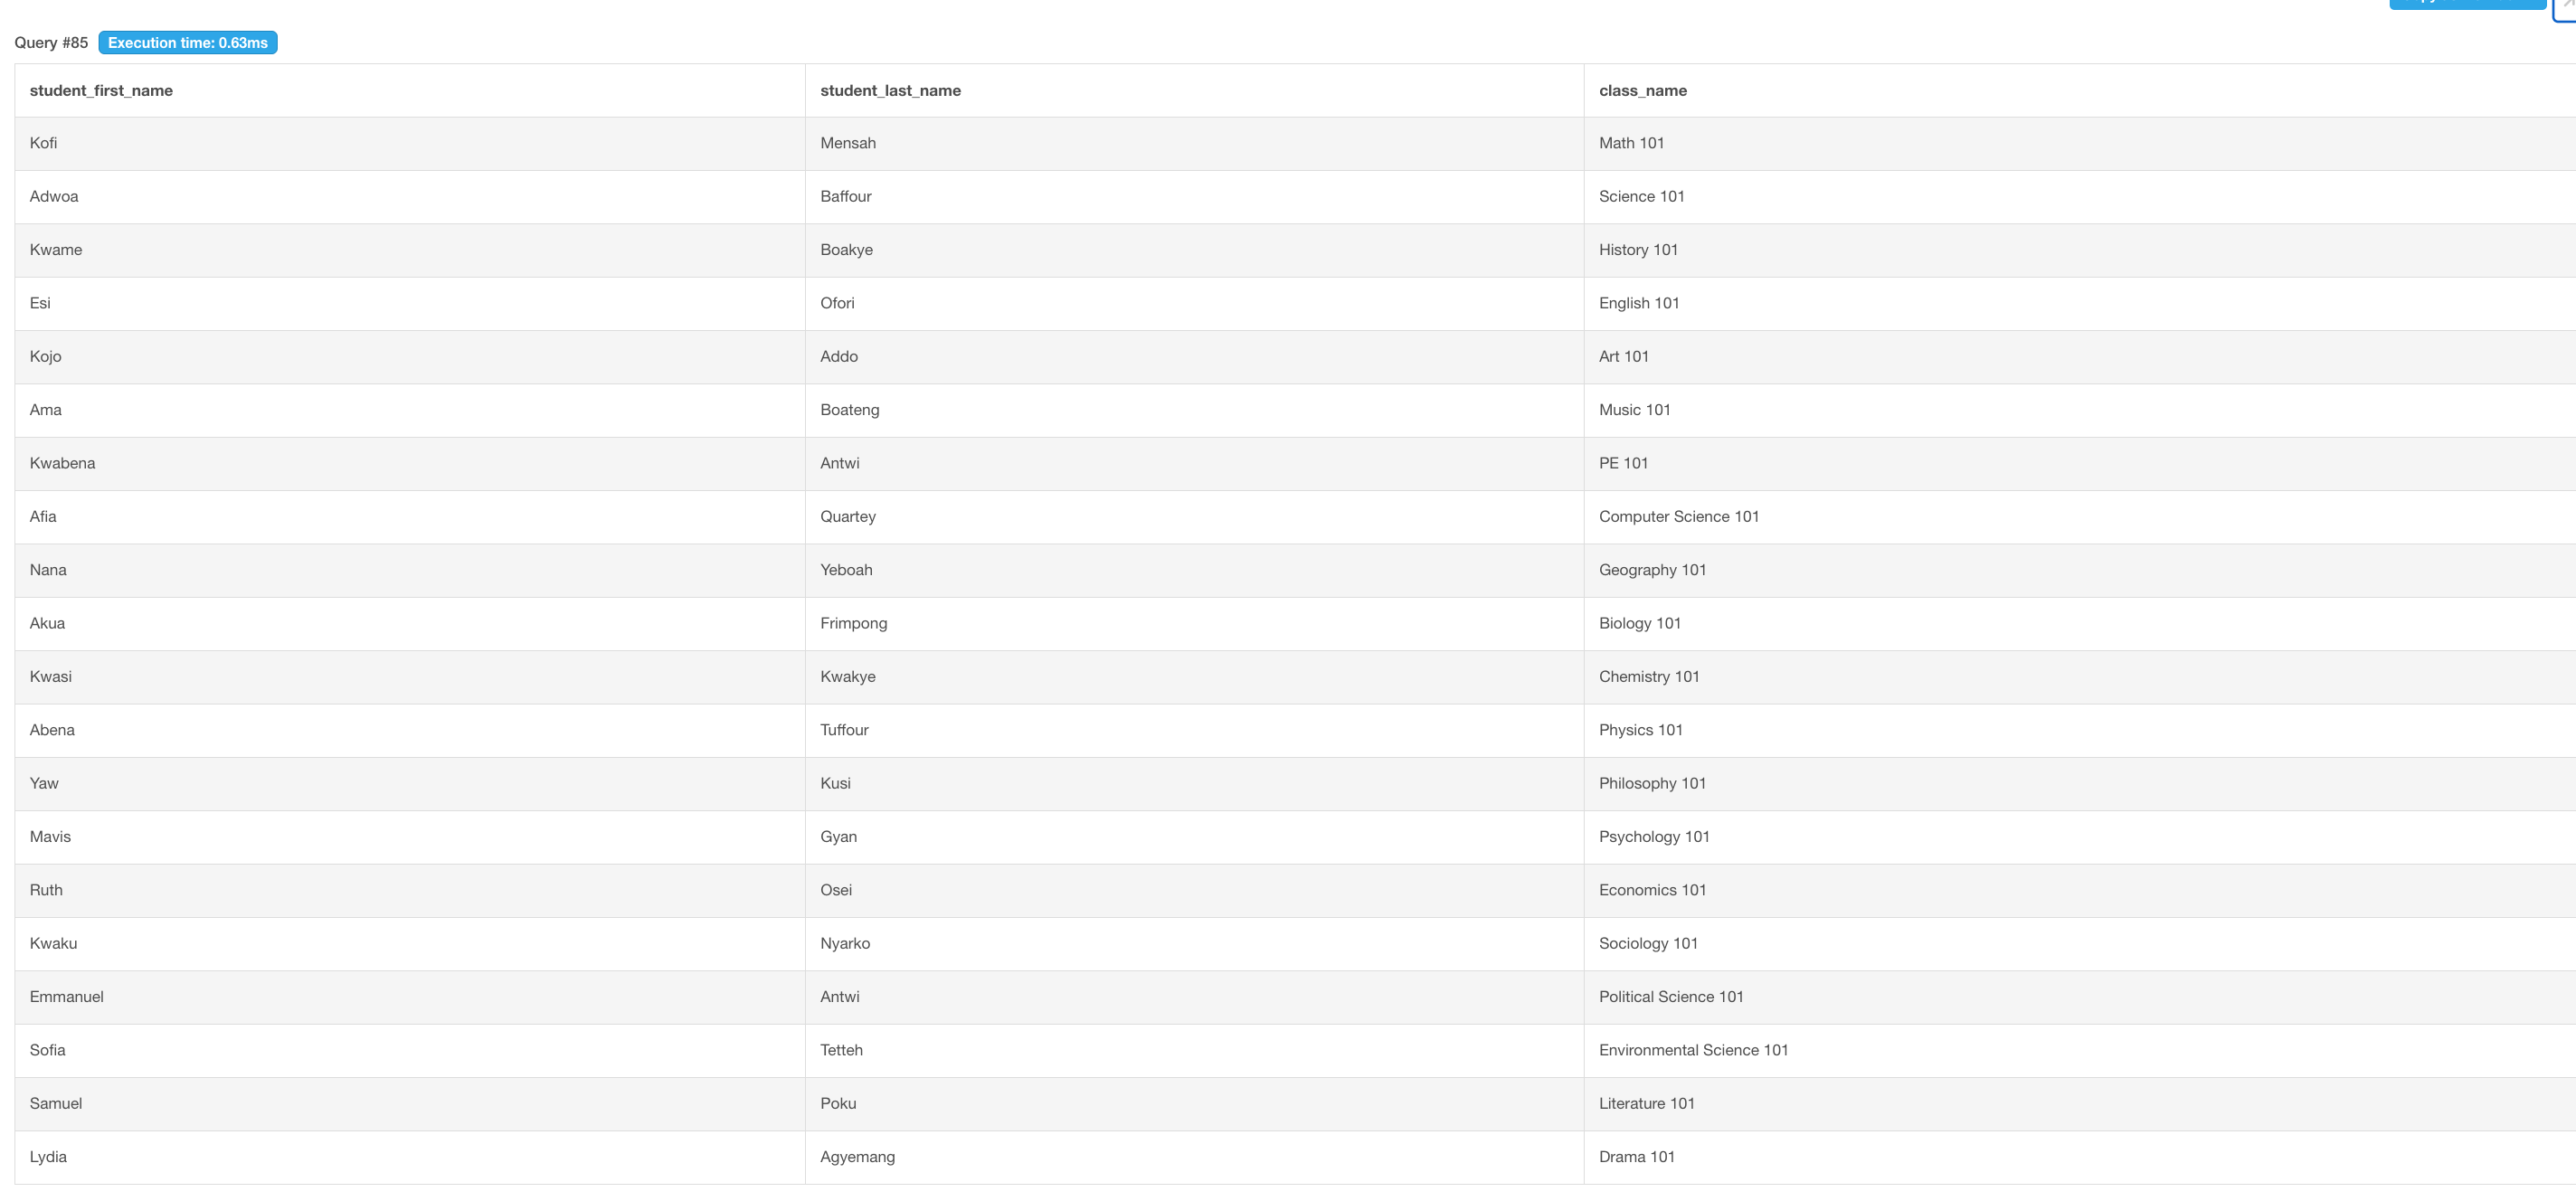 Query #85 Execution time: 0.63ms
student_first_name student_last_name class_name
Kofi Mensah Math 101
Adwoa Baffour Science 101
Kwame Boakye History 101
Esi Ofori English 101
Kojo Addo Art 101
Ama Boateng Music 101
Kwabena Antwi PE 101
Afia Quartey Computer Science 101
Nana Yeboah Geography 101
Akua Frimpong Biology 101
Kwasi Kwakye Chemistry 101
Abena Tuffour Physics 101
Yaw Kusi Philosophy 101
Mavis Gyan Psychology 101
Ruth Osei Economics 101
Kwaku Nyarko Sociology 101
Emmanuel Antwi Political Science 101
Sofia Tetteh Environmental Science 101
Samuel Poku Literature 101
Lydia Agyemang Drama 101